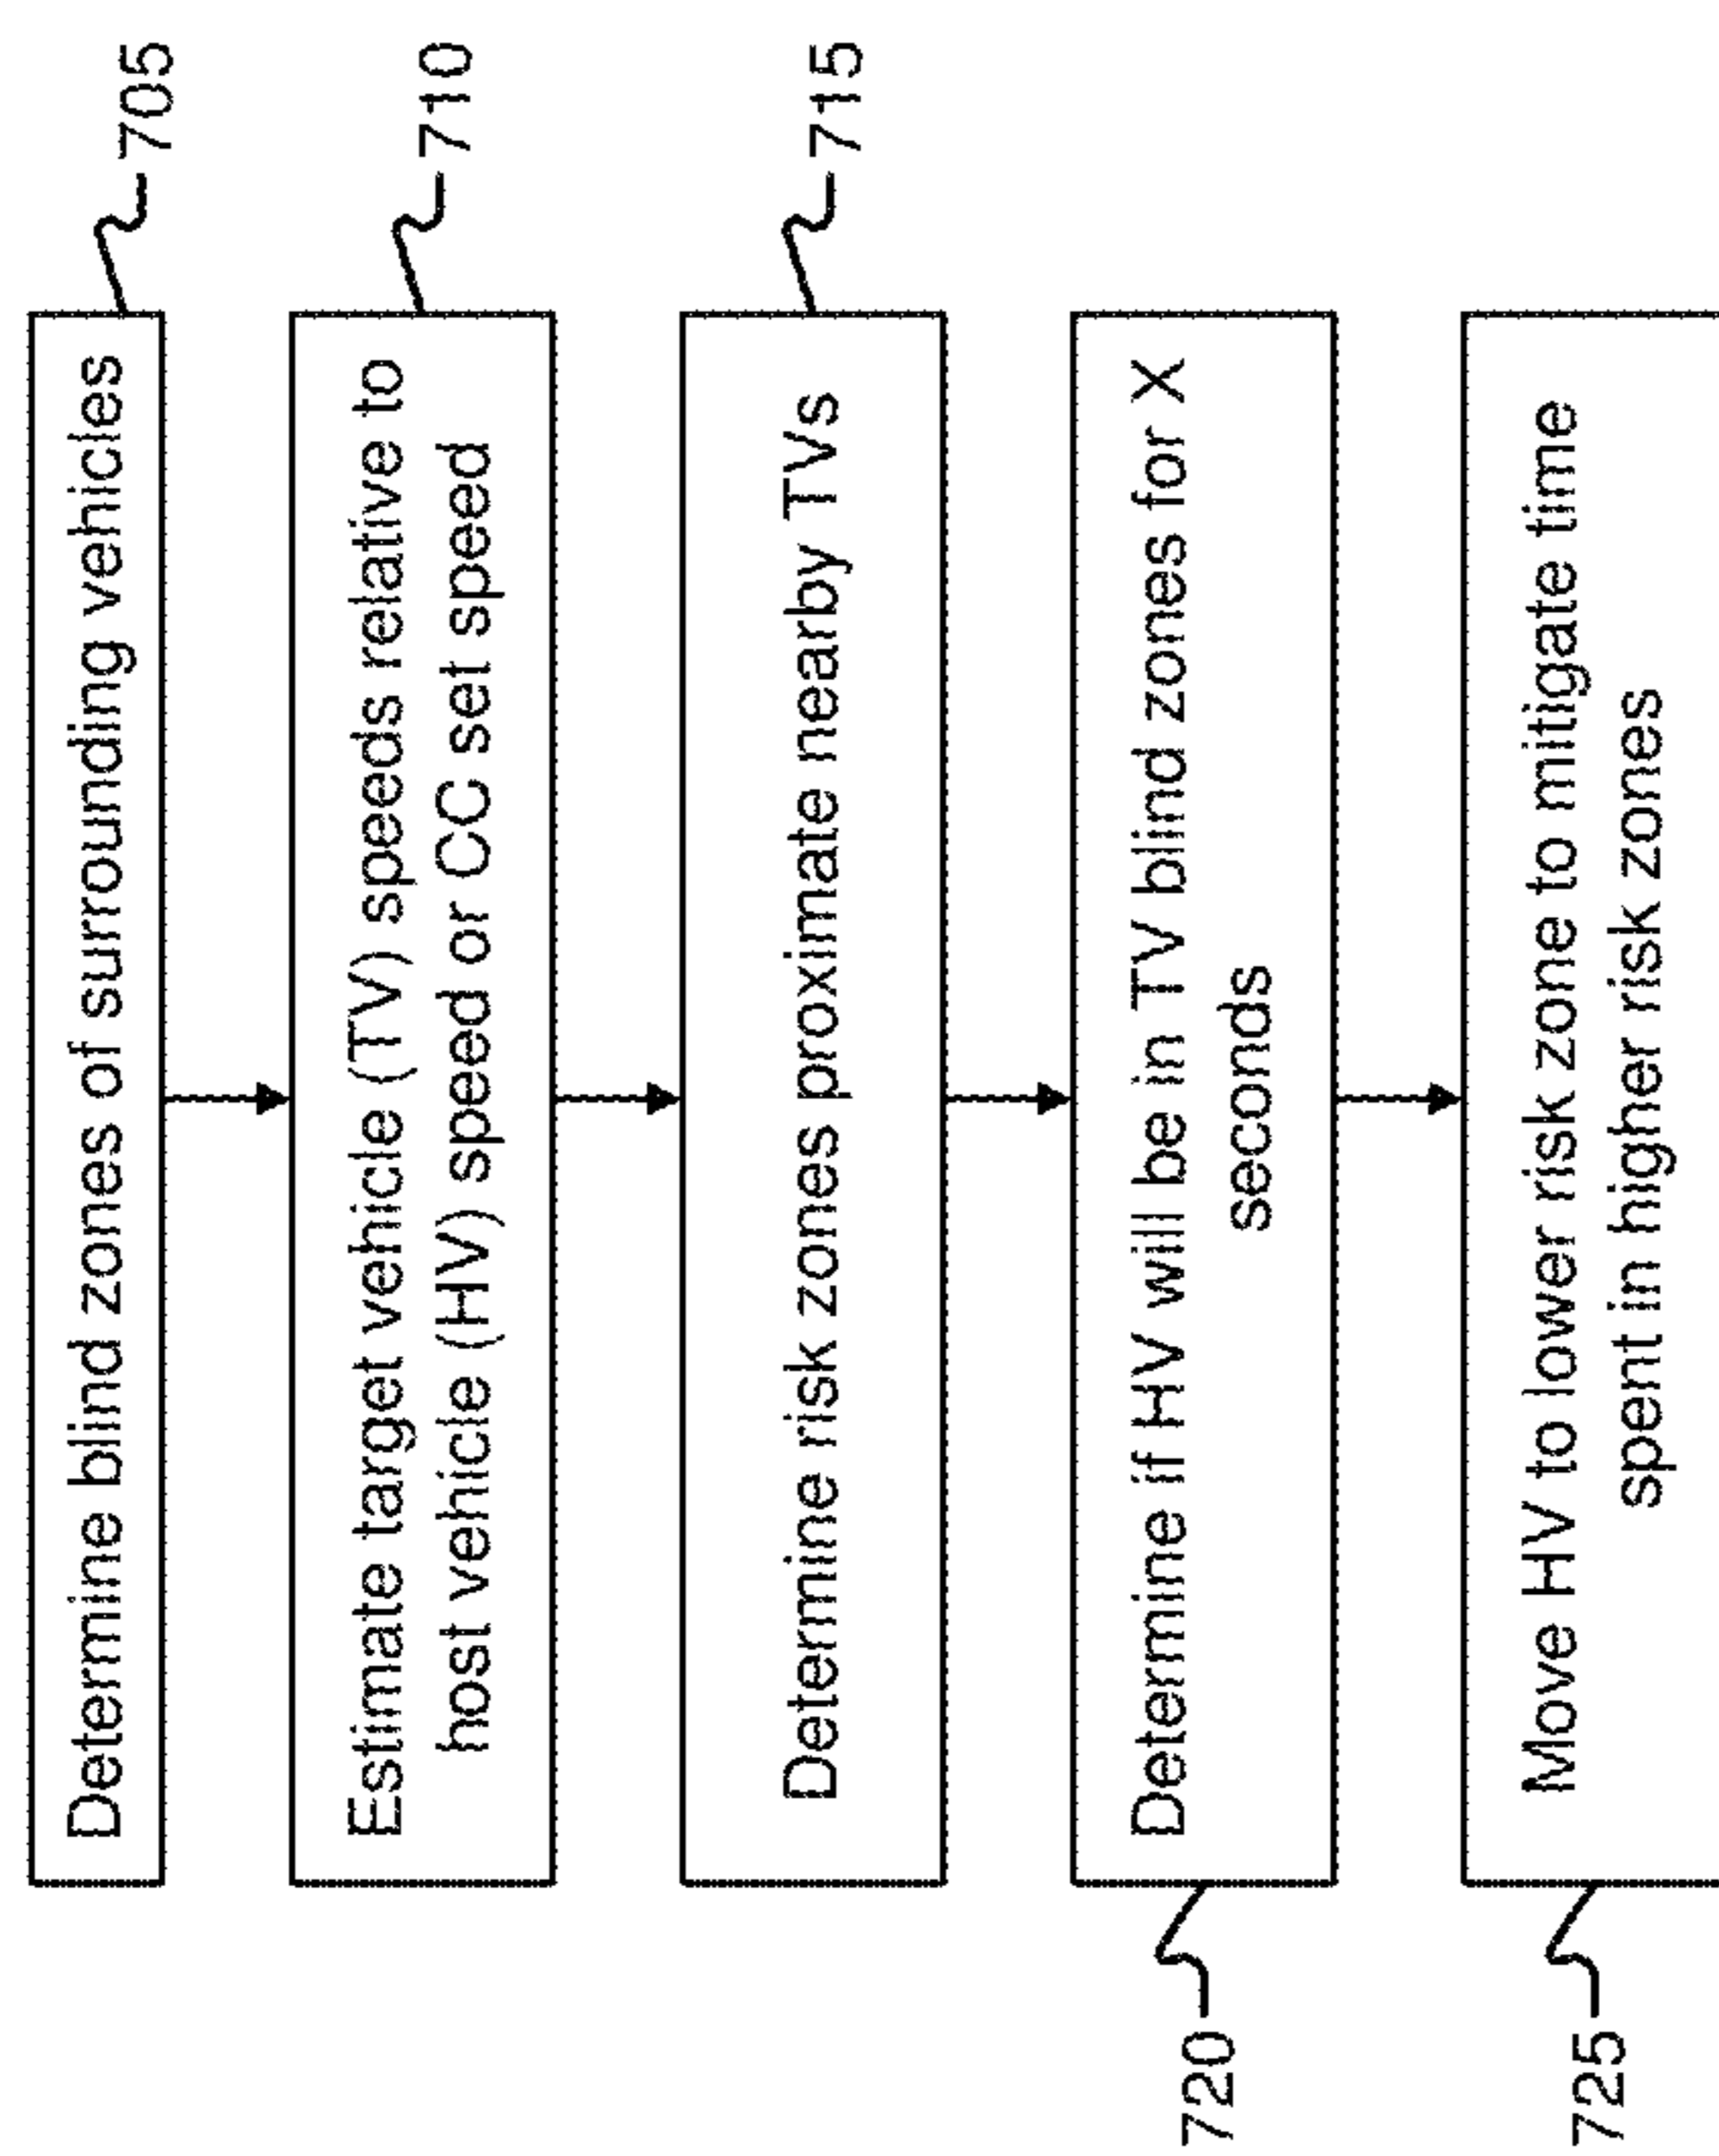 Determine blind zones of surrounding vehicles
705
Estimate target vehicle (TV) speeds relative to
host vehicle (HV) speed or CC set speed
710
Determine risk zones proximate nearby TVs
715
Determine if HV will be in TV blind zones for X
seconds
720
Move HV to lower risk zone to mitigate time
spent in higher risk zones
725